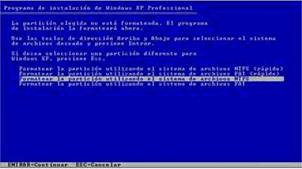 Programa de instalación de Windows XP Professional
La partición elegida no está formateada. El programa
de instalación la formateará ahora.
Use las teclas de dirección Arriba y Abajo para seleccionar el sistema
de archivos deseado y presione Entrar.
Si desea seleccionar una partición diferente para
Windows XP, presione Esc.
Formatear la partición utilizando el sistema de archivos NTFS (rápido)
Formatear la partición utilizando el sistema de archivos FAT (rápido)
Formatear la partición utilizando el sistema de archivos NTFS
Formatear la partición utilizando el sistema de archivos FAT
ENTRAR=Continuar ESC=Cancelar